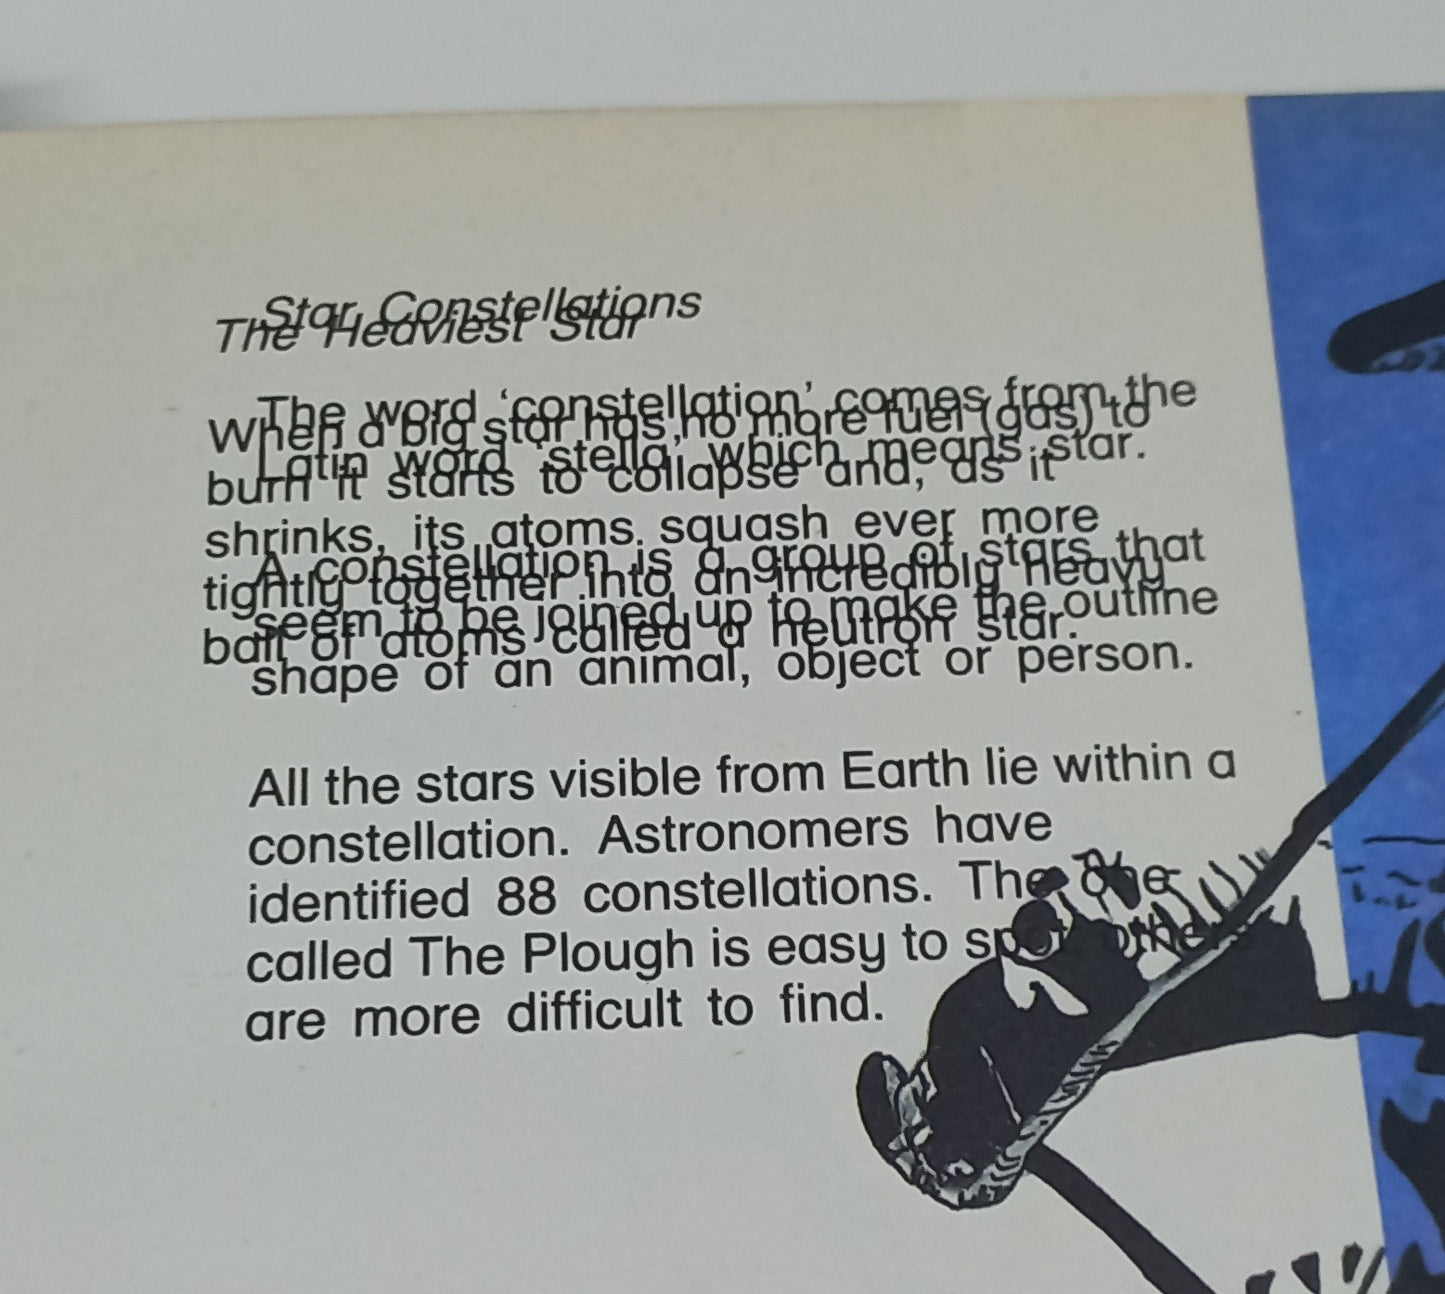 Star Constellations
The word ‘constellation’ comes from the
Latin word ‘stella’, which means star.
A constellation is a group of stars that
seem to be joined up to make the outline
shape of an animal, object or person.
All the stars visible from Earth lie within a
constellation. Astronomers have
identified 88 constellations. The one
called The Plough is easy to spot, others
are more difficult to find.
The Heaviest Star
When a big star has no more fuel (gas) to
burn it starts to collapse and, as it
shrinks, its atoms squash ever more
tightly together into an incredibly heavy
ball of atoms called a neutron star.